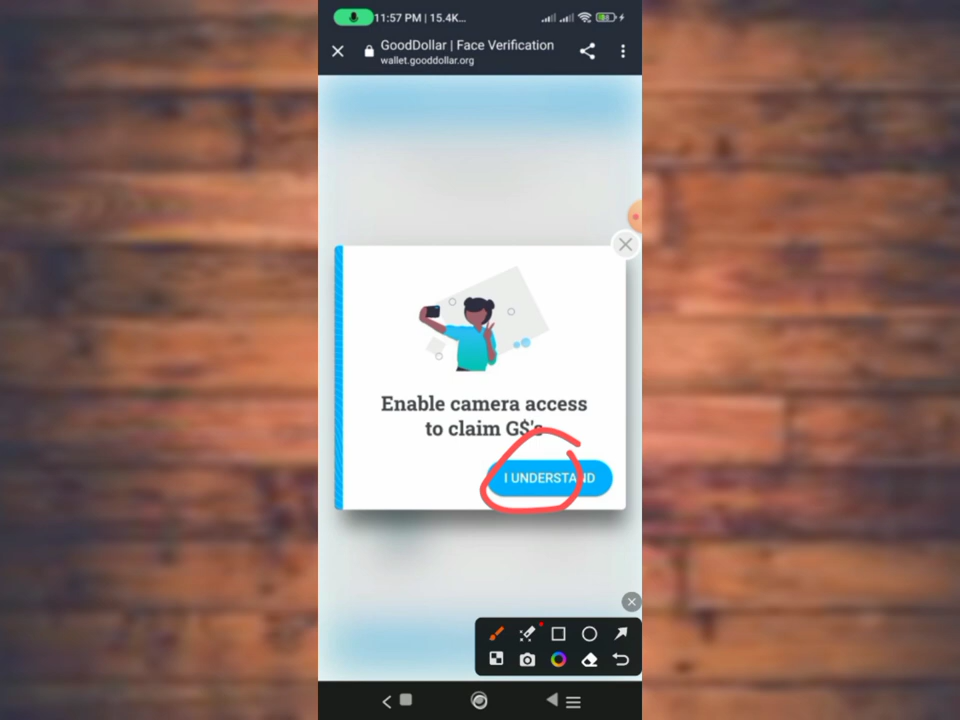 11:57 PM | 15.4K...
GoodDollar | Face Verification
wallet.gooddollar.org
Enable camera access
to claim G$'s
I UNDERSTAND